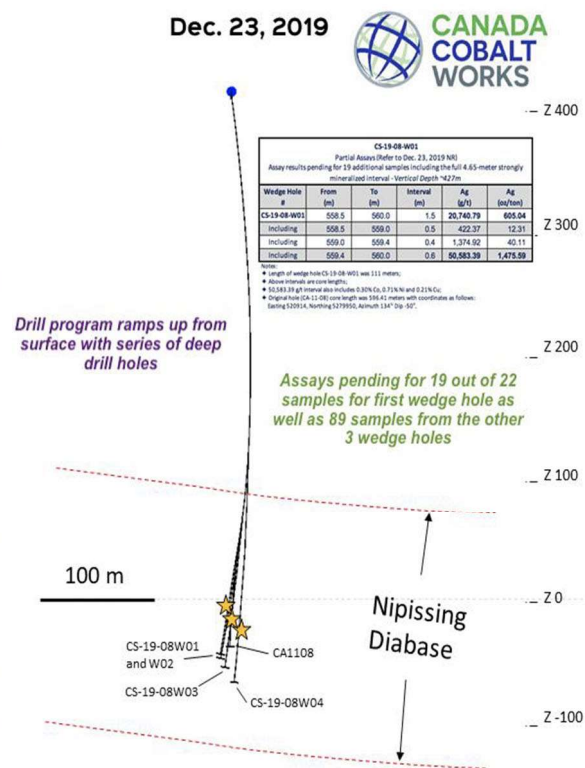 Dec. 23, 2019
CANADA
COBALT
WORKS
Z 400
CS-19-08-W01
Partial Assays (Refer to Dec. 23, 2019 NR)
Assay results pending for 19 additional samples including the full 4.65-meter strongly
mineralized interval - Vertical Depth ~427m
Wedge Hole # From (m) To (m) Interval (m) Ag (g/t) Ag (oz/ton)
CS-19-08-W01 558.5 560.0 1.5 20,740.79 605.04
Including 558.5 559.0 0.5 422.37 12.31
Including 559.0 559.4 0.4 1,374.92 40.11
Including 559.4 560.0 0.6 50,583.39 1,475.59
Notes:
Length of wedge hole CS-19-08-W01 was 111 meters;
Above intervals are core lengths;
50,583.39 g/t interval also includes 0.30% Co, 0.71% Ni and 0.21% Cu;
Original hole (CA-11-08) core length was 596.41 meters with coordinates as follows:
Easting 520914, Northing 5279950, Azimuth 134° Dip -50°.
Z 300
Drill program ramps up from
surface with series of deep
drill holes
Z 200
Assays pending for 19 out of 22
samples for first wedge hole as
well as 89 samples from the other
3 wedge holes
Z 100
100 m
Z 0
Nipissing
Diabase
CS-19-08W01
and W02
CA1108
CS-19-08W03
CS-19-08W04
Z -100